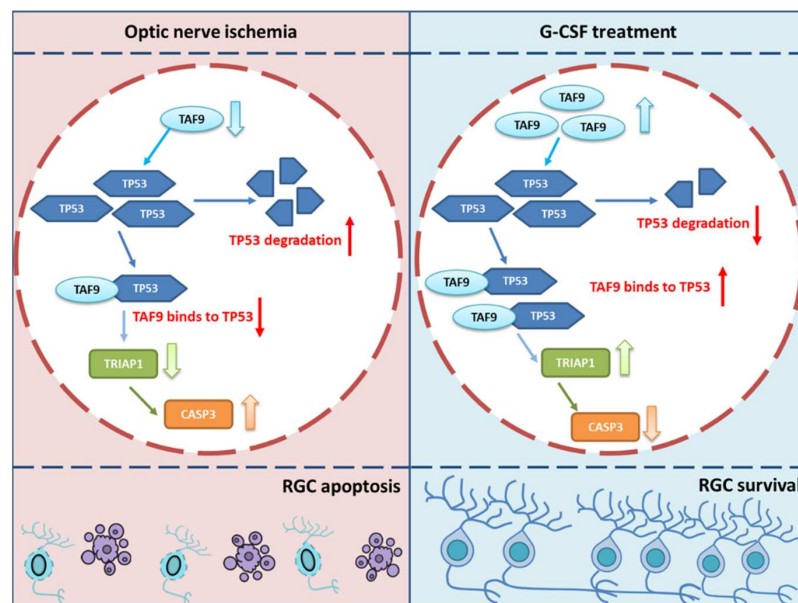 Optic nerve ischemia
TAF9
TP53
TP53
TP53
TP53 degradation
TAF9
TP53
TAF9 binds to TP53
TRIAP1
CASP3
RGC apoptosis
G-CSF treatment
TAF9
TAF9
TAF9
TP53
TP53
TP53
TP53 degradation
TAF9
TP53
TAF9 binds to TP53
TAF9
TP53
TRIAP1
CASP3
RGC survival